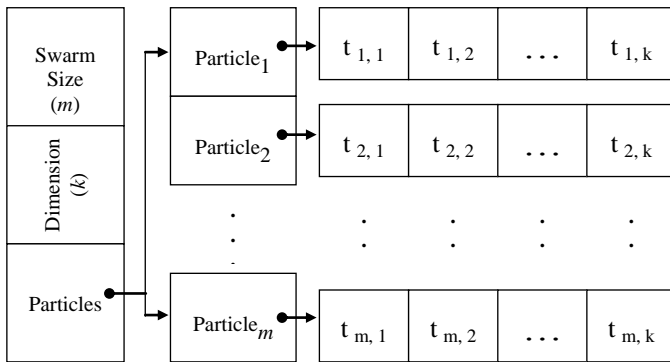 Swarm
Size
(m)
Dimension
(k)
Particles
Particle1
t 1, 1
t 1, 2
...
t 1, k
Particle2
t 2, 1
t 2, 2
...
t 2, k
Particlem
t m, 1
t m, 2
...
t m, k